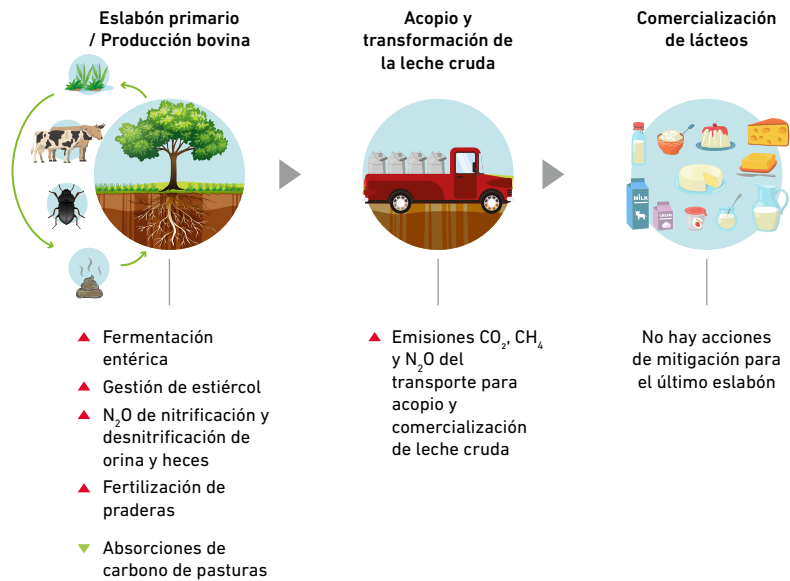 Eslabón primario
/ Producción bovina
Acopio y
transformación de
la leche cruda
Comercialización
de lácteos
MILK
▲ Fermentación
entérica
▲ Gestión de estiércol
▲ N₂O de nitrificación y
desnitrificación de
orina y heces
▲ Fertilización de
praderas
▼ Absorciones de
carbono de pasturas
▲ Emisiones CO₂, CH₄
y N₂O del
transporte para
acopio y
comercialización
de leche cruda
No hay acciones
de mitigación para
el último eslabón